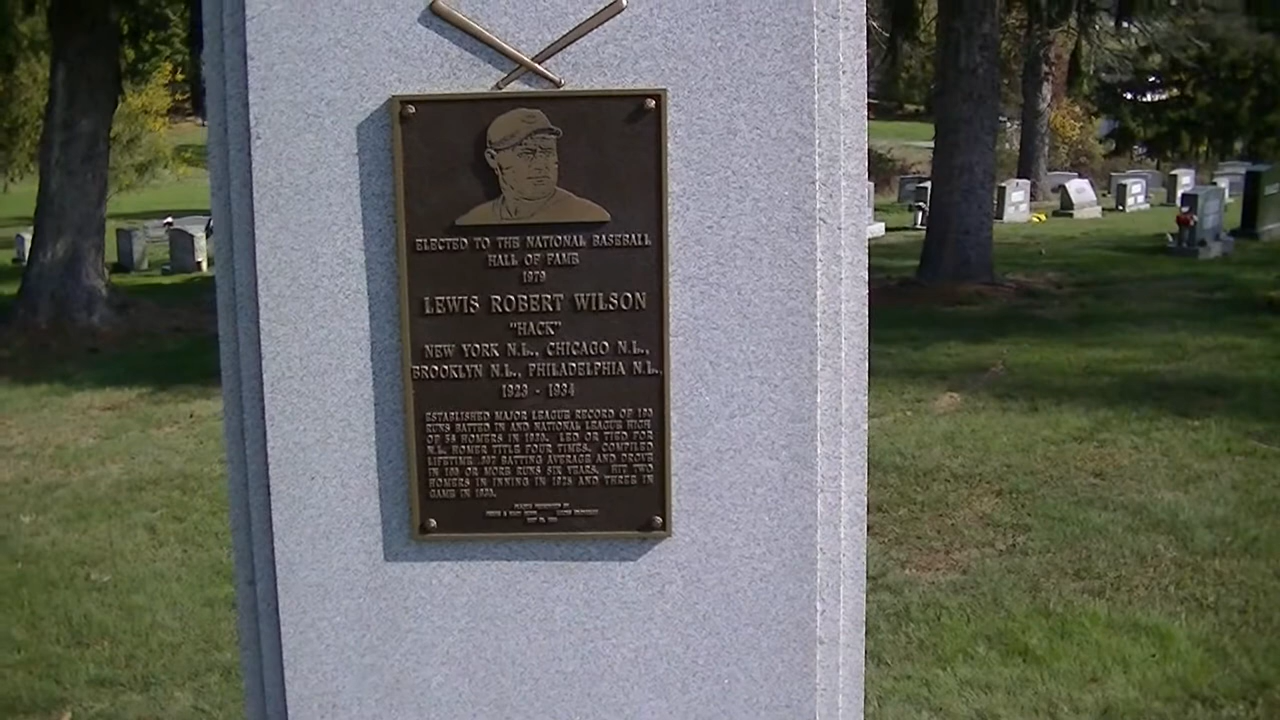 ELECTED TO THE NATIONAL BASEBALL
HALL OF FAME
1979
LEWIS ROBERT WILSON
"HACK"
NEW YORK N.L., CHICAGO N.L.,
BROOKLYN N.L., PHILADELPHIA N.L.,
1923 - 1934
ESTABLISHED MAJOR LEAGUE RECORD OF 190
RUNS BATTED IN AND NATIONAL LEAGUE HIGH
OF 56 HOMERS IN 1930. LED OR TIED FOR
N.L. HOMER TITLE FOUR TIMES. COMPILED
LIFETIME .307 BATTING AVERAGE AND DROVE
IN 100 OR MORE RUNS SIX YEARS. HIT TWO
HOMERS IN INNING IN 1925 AND THREE IN
GAME IN 1930.